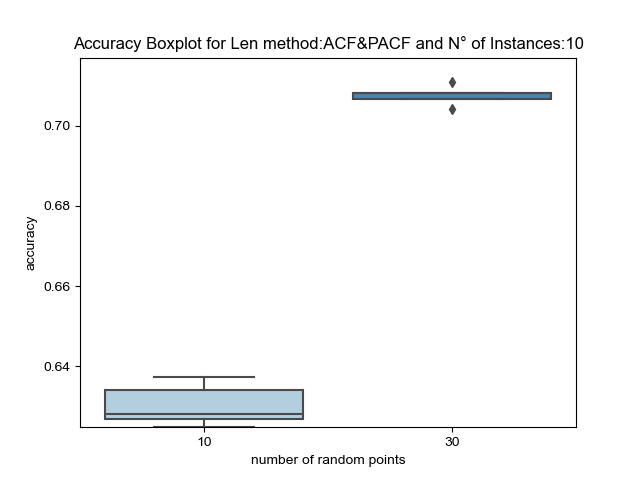 Accuracy Boxplot for Len method:ACF&PACF and N° of Instances:10
0.70
0.68
0.66
0.64
accuracy
10 30
number of random points